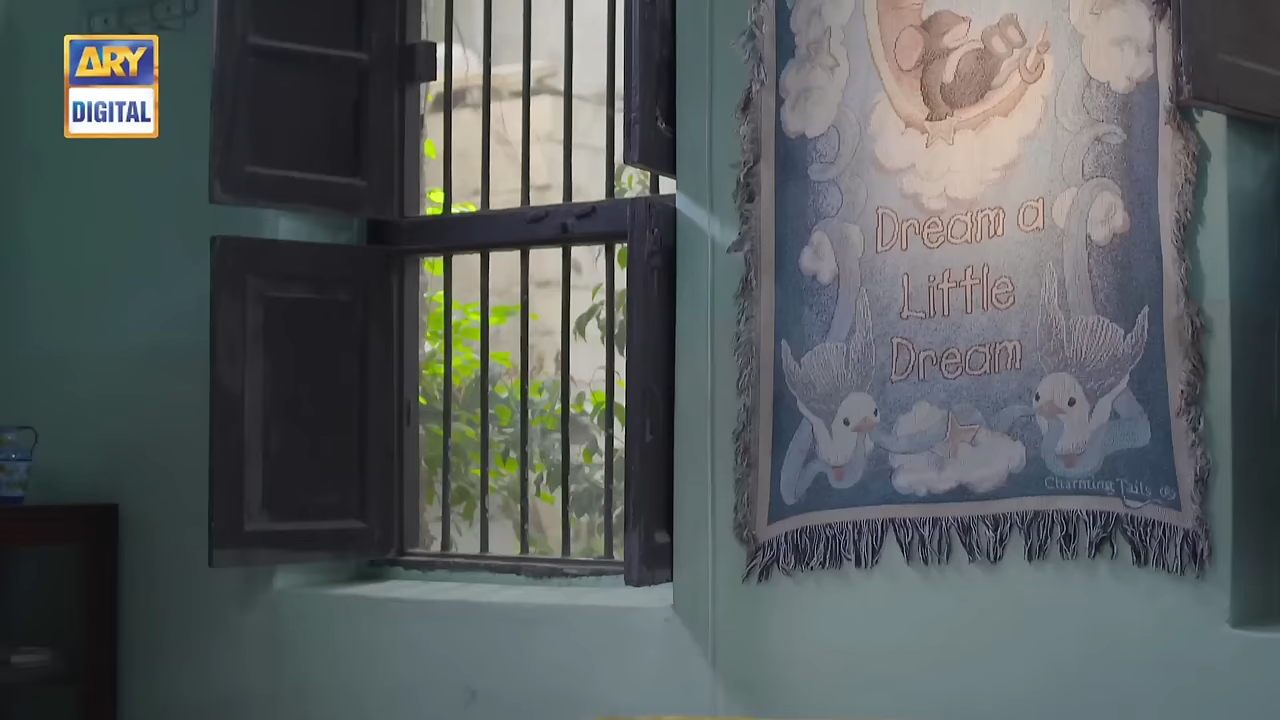 ARY
DIGITAL
Dream a
Little
Dream
Charming Tails ®